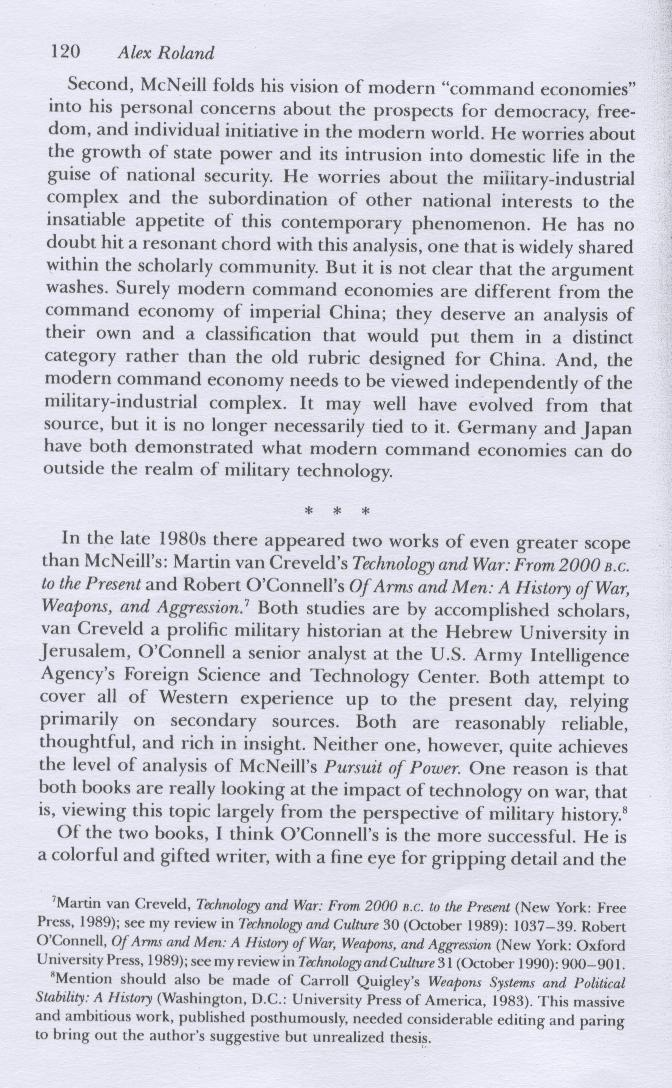 120 Alex Roland
Second, McNeill folds his vision of modern “command economies”
into his personal concerns about the prospects for democracy, free-
dom, and individual initiative in the modern world. He worries about
the growth of state power and its intrusion into domestic life in the
guise of national security. He worries about the military-industrial
complex and the subordination of other national interests to the
insatiable appetite of this contemporary phenomenon. He has no
doubt hit a resonant chord with this analysis, one that is widely shared
within the scholarly community. But it is not clear that the argument
washes. Surely modern command economies are different from the
command economy of imperial China; they deserve an analysis of
their own and a classification that would put them in a distinct
category rather than the old rubric designed for China. And, the
modern command economy needs to be viewed independently of the
military-industrial complex. It may well have evolved from that
source, but it is no longer necessarily tied to it. Germany and Japan
have both demonstrated what modern command economies can do
outside the realm of military technology.
* * *
In the late 1980s there appeared two works of even greater scope
than McNeill’s: Martin van Creveld’s Technology and War: From 2000 B.C.
to the Present and Robert O’Connell’s Of Arms and Men: A History of War,
Weapons, and Aggression.⁷ Both studies are by accomplished scholars,
van Creveld a prolific military historian at the Hebrew University in
Jerusalem, O’Connell a senior analyst at the U.S. Army Intelligence
Agency’s Foreign Science and Technology Center. Both attempt to
cover all of Western experience up to the present day, relying
primarily on secondary sources. Both are reasonably reliable,
thoughtful, and rich in insight. Neither one, however, quite achieves
the level of analysis of McNeill’s Pursuit of Power. One reason is that
both books are really looking at the impact of technology on war, that
is, viewing this topic largely from the perspective of military history.⁸
Of the two books, I think O’Connell’s is the more successful. He is
a colorful and gifted writer, with a fine eye for gripping detail and the
⁷Martin van Creveld, Technology and War: From 2000 B.C. to the Present (New York: Free
Press, 1989); see my review in Technology and Culture 30 (October 1989): 1037–39. Robert
O’Connell, Of Arms and Men: A History of War, Weapons, and Aggression (New York: Oxford
University Press, 1989); see my review in Technology and Culture 31 (October 1990): 900–901.
⁸Mention should also be made of Carroll Quigley’s Weapons Systems and Political
Stability: A History (Washington, D.C.: University Press of America, 1983). This massive
and ambitious work, published posthumously, needed considerable editing and paring
to bring out the author’s suggestive but unrealized thesis.